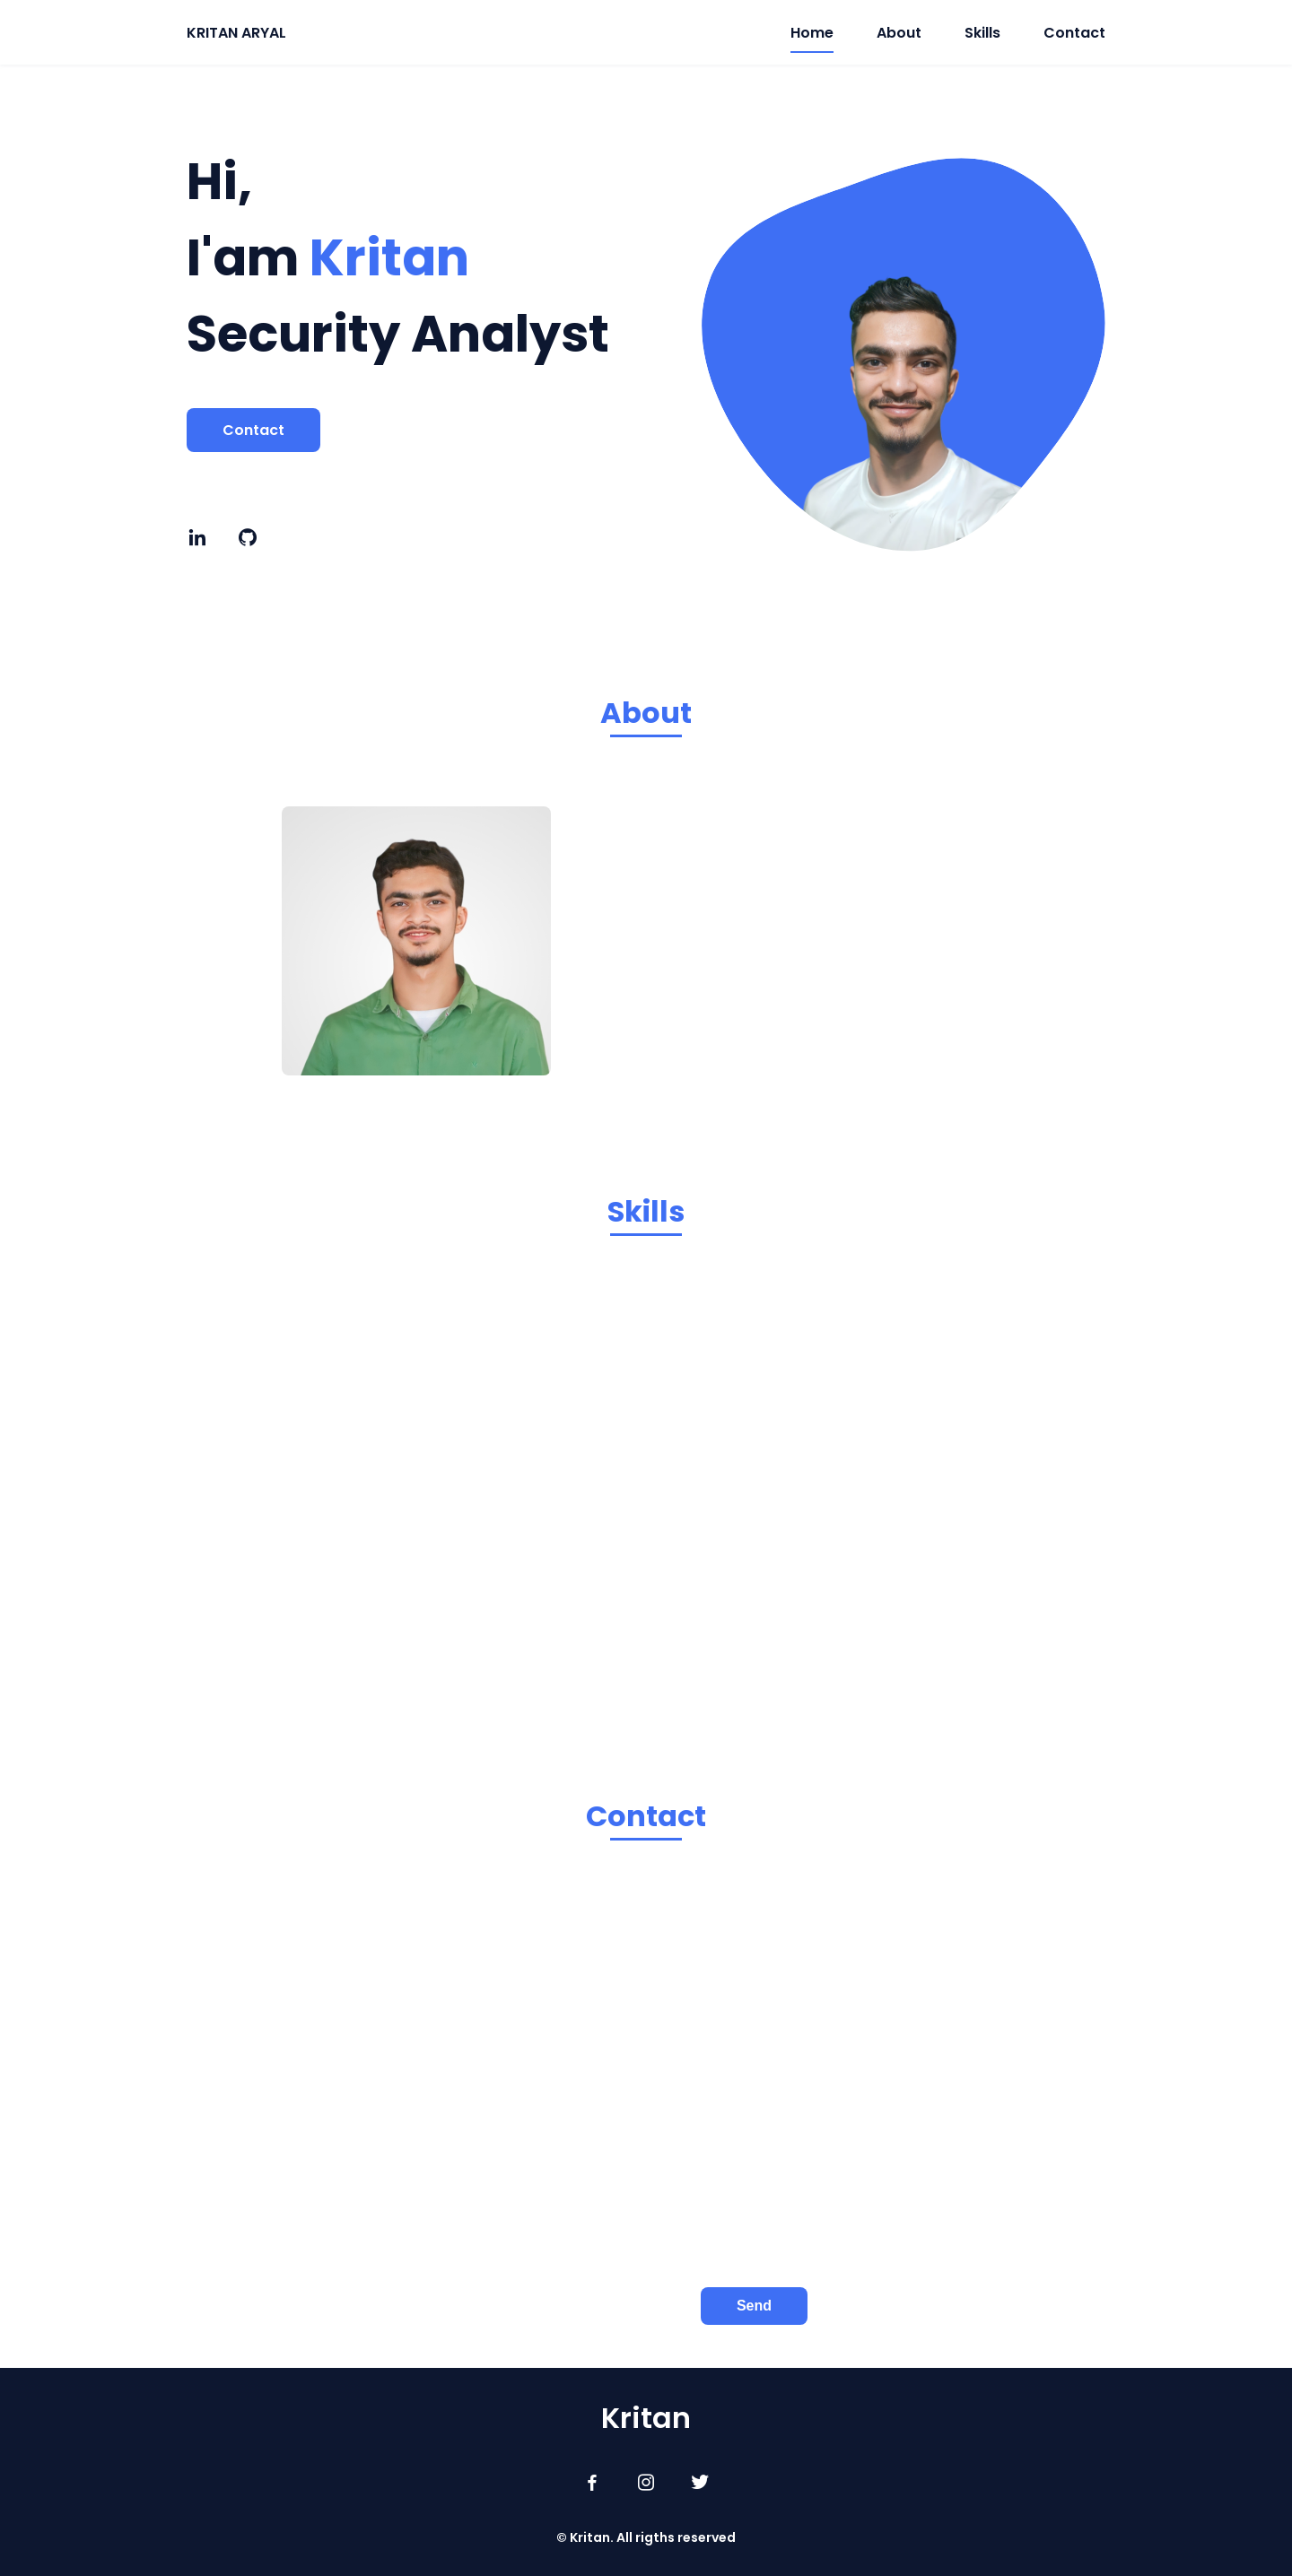 KRITAN ARYAL
Home About Skills Contact
Hi,
I'am Kritan
Security Analyst
Contact
About
Skills
Contact
Send
Kritan
© Kritan. All rigths reserved